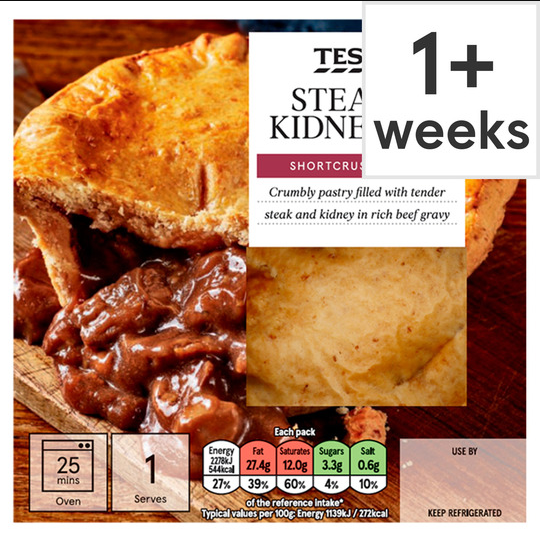 TES
1+
weeks
STEA
KIDNE
SHORTCRUS
Crumbly pastry filled with tender
steak and kidney in rich beef gravy
Each pack
Energy
2278kJ
544kcal
27%
Fat
27.4g
39%
Saturates
12.0g
60%
Sugars
3.3g
4%
Salt
0.6g
10%
of the reference intake*
Typical values per 100g: Energy 1139kJ / 272kcal
25
mins
Oven
1
Serves
USE BY
KEEP REFRIGERATED